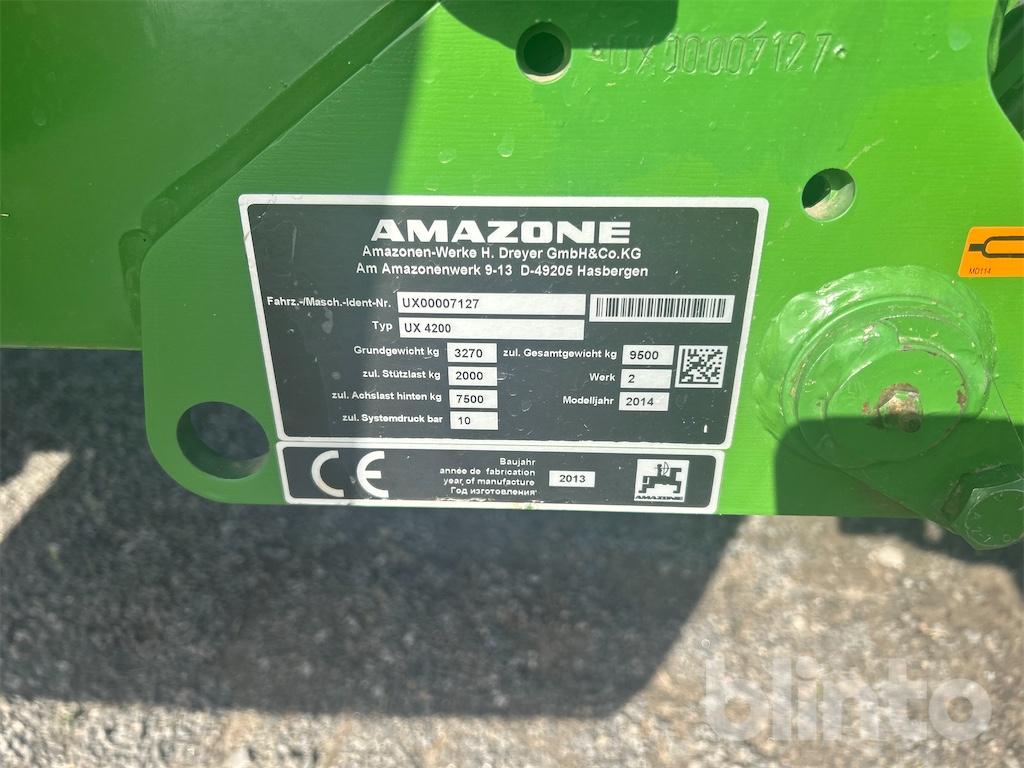 UX00007127
AMAZONE
Amazonen-Werke H. Dreyer GmbH&Co.KG
Am Amazonenwerk 9-13 D-49205 Hasbergen
Fahrz.-/Masch.-Ident-Nr. UX00007127
Typ UX 4200
Grundgewicht kg 3270 zul. Gesamtgewicht kg 9500
zul. Stützlast kg 2000 Werk 2
zul. Achslast hinten kg 7500 Modelljahr 2014
zul. Systemdruck bar 10
MD114
CE
Baujahr
année de fabrication
year of manufacture
Год изготовления
2013
AMAZONE
blinto